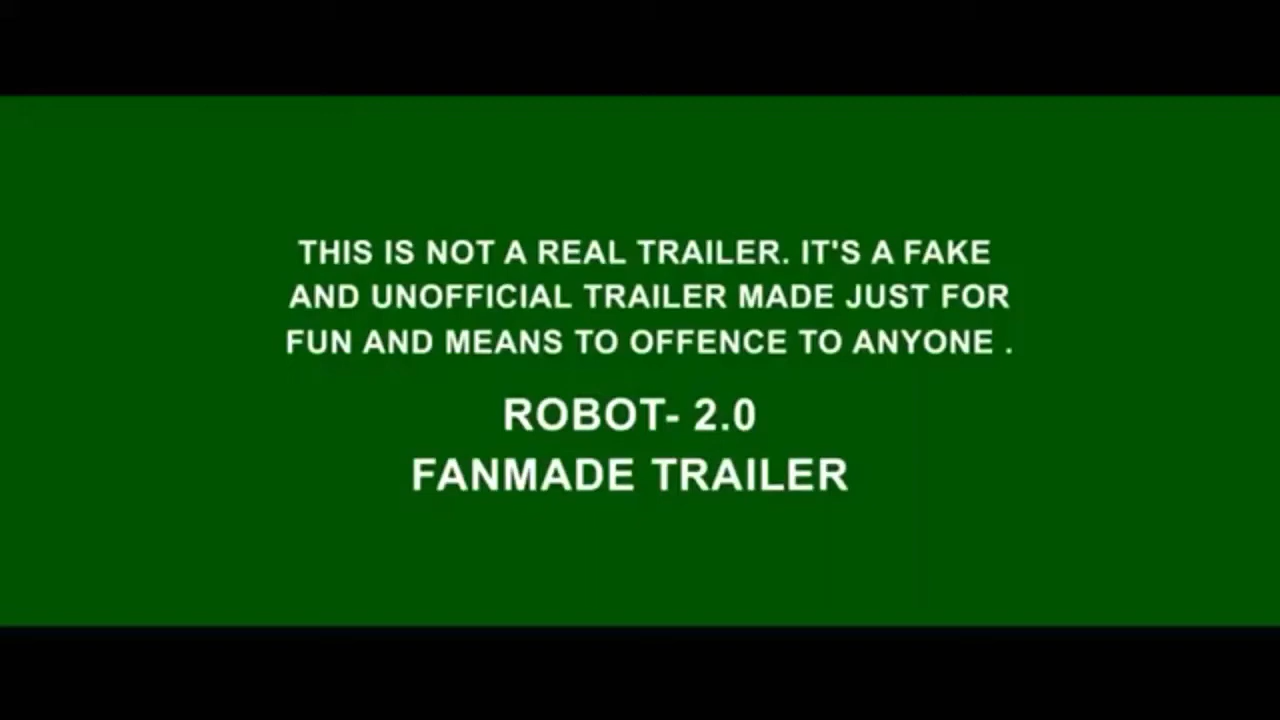 THIS IS NOT A REAL TRAILER. IT'S A FAKE
AND UNOFFICIAL TRAILER MADE JUST FOR
FUN AND MEANS TO OFFENCE TO ANYONE .
ROBOT- 2.0
FANMADE TRAILER